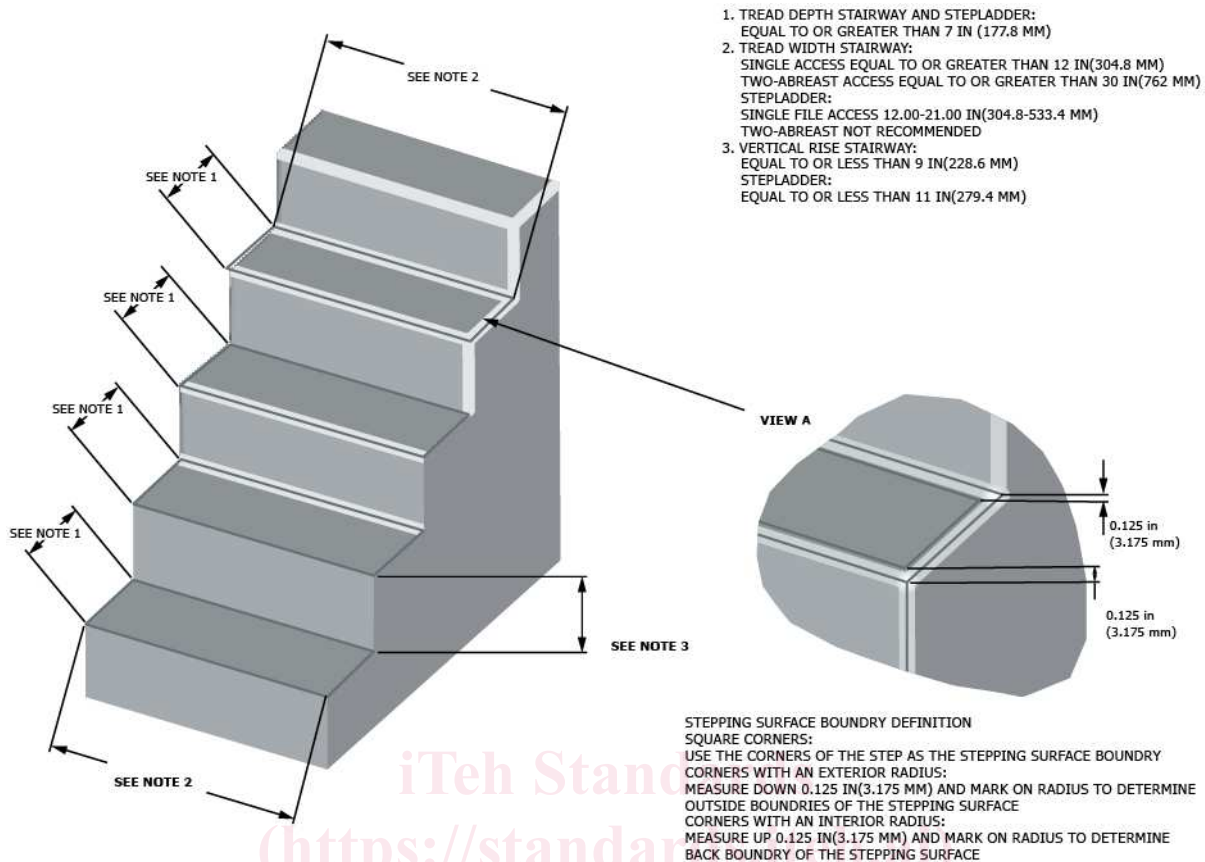 1. TREAD DEPTH STAIRWAY AND STEPLADDER:
EQUAL TO OR GREATER THAN 7 IN (177.8 MM)
2. TREAD WIDTH STAIRWAY:
SINGLE ACCESS EQUAL TO OR GREATER THAN 12 IN(304.8 MM)
TWO-ABREAST ACCESS EQUAL TO OR GREATER THAN 30 IN(762 MM)
STEPLADDER:
SINGLE FILE ACCESS 12.00-21.00 IN(304.8-533.4 MM)
TWO-ABREAST NOT RECOMMENDED
3. VERTICAL RISE STAIRWAY:
EQUAL TO OR LESS THAN 9 IN(228.6 MM)
STEPLADDER:
EQUAL TO OR LESS THAN 11 IN(279.4 MM)
SEE NOTE 2
SEE NOTE 1
SEE NOTE 1
SEE NOTE 1
SEE NOTE 1
VIEW A
0.125 in
(3.175 mm)
0.125 in
(3.175 mm)
SEE NOTE 3
SEE NOTE 2
STEPPING SURFACE BOUNDRY DEFINITION
SQUARE CORNERS:
USE THE CORNERS OF THE STEP AS THE STEPPING SURFACE BOUNDRY
CORNERS WITH AN EXTERIOR RADIUS:
MEASURE DOWN 0.125 IN(3.175 MM) AND MARK ON RADIUS TO DETERMINE
OUTSIDE BOUNDRIES OF THE STEPPING SURFACE
CORNERS WITH AN INTERIOR RADIUS:
MEASURE UP 0.125 IN(3.175 MM) AND MARK ON RADIUS TO DETERMINE
BACK BOUNDRY OF THE STEPPING SURFACE
iTeh Standards